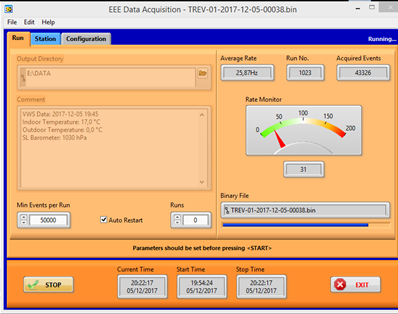 EEE Data Acquisition - TREV-01-2017-12-05-00038.bin
File Edit Help
Run Station Configuration Running...
Output Directory
E:\DATA
Comment
VWS Data: 2017-12-05 19:45
Indoor Temperature: 17,0 °C
Outdoor Temperature: 0,0 °C
SL Barometer: 1030 hPa
Min Events per Run
50000
Auto Restart
Runs
0
Average Rate Run No. Acquired Events
25,87Hz 1023 43326
Rate Monitor
0 50 100 150 200
31
Binary File
TREV-01-2017-12-05-00038.bin
Parameters should be set before pressing <START>
STOP
Current Time Start Time Stop Time
20:22:17 19:54:24 20:22:17
05/12/2017 05/12/2017 05/12/2017
EXIT